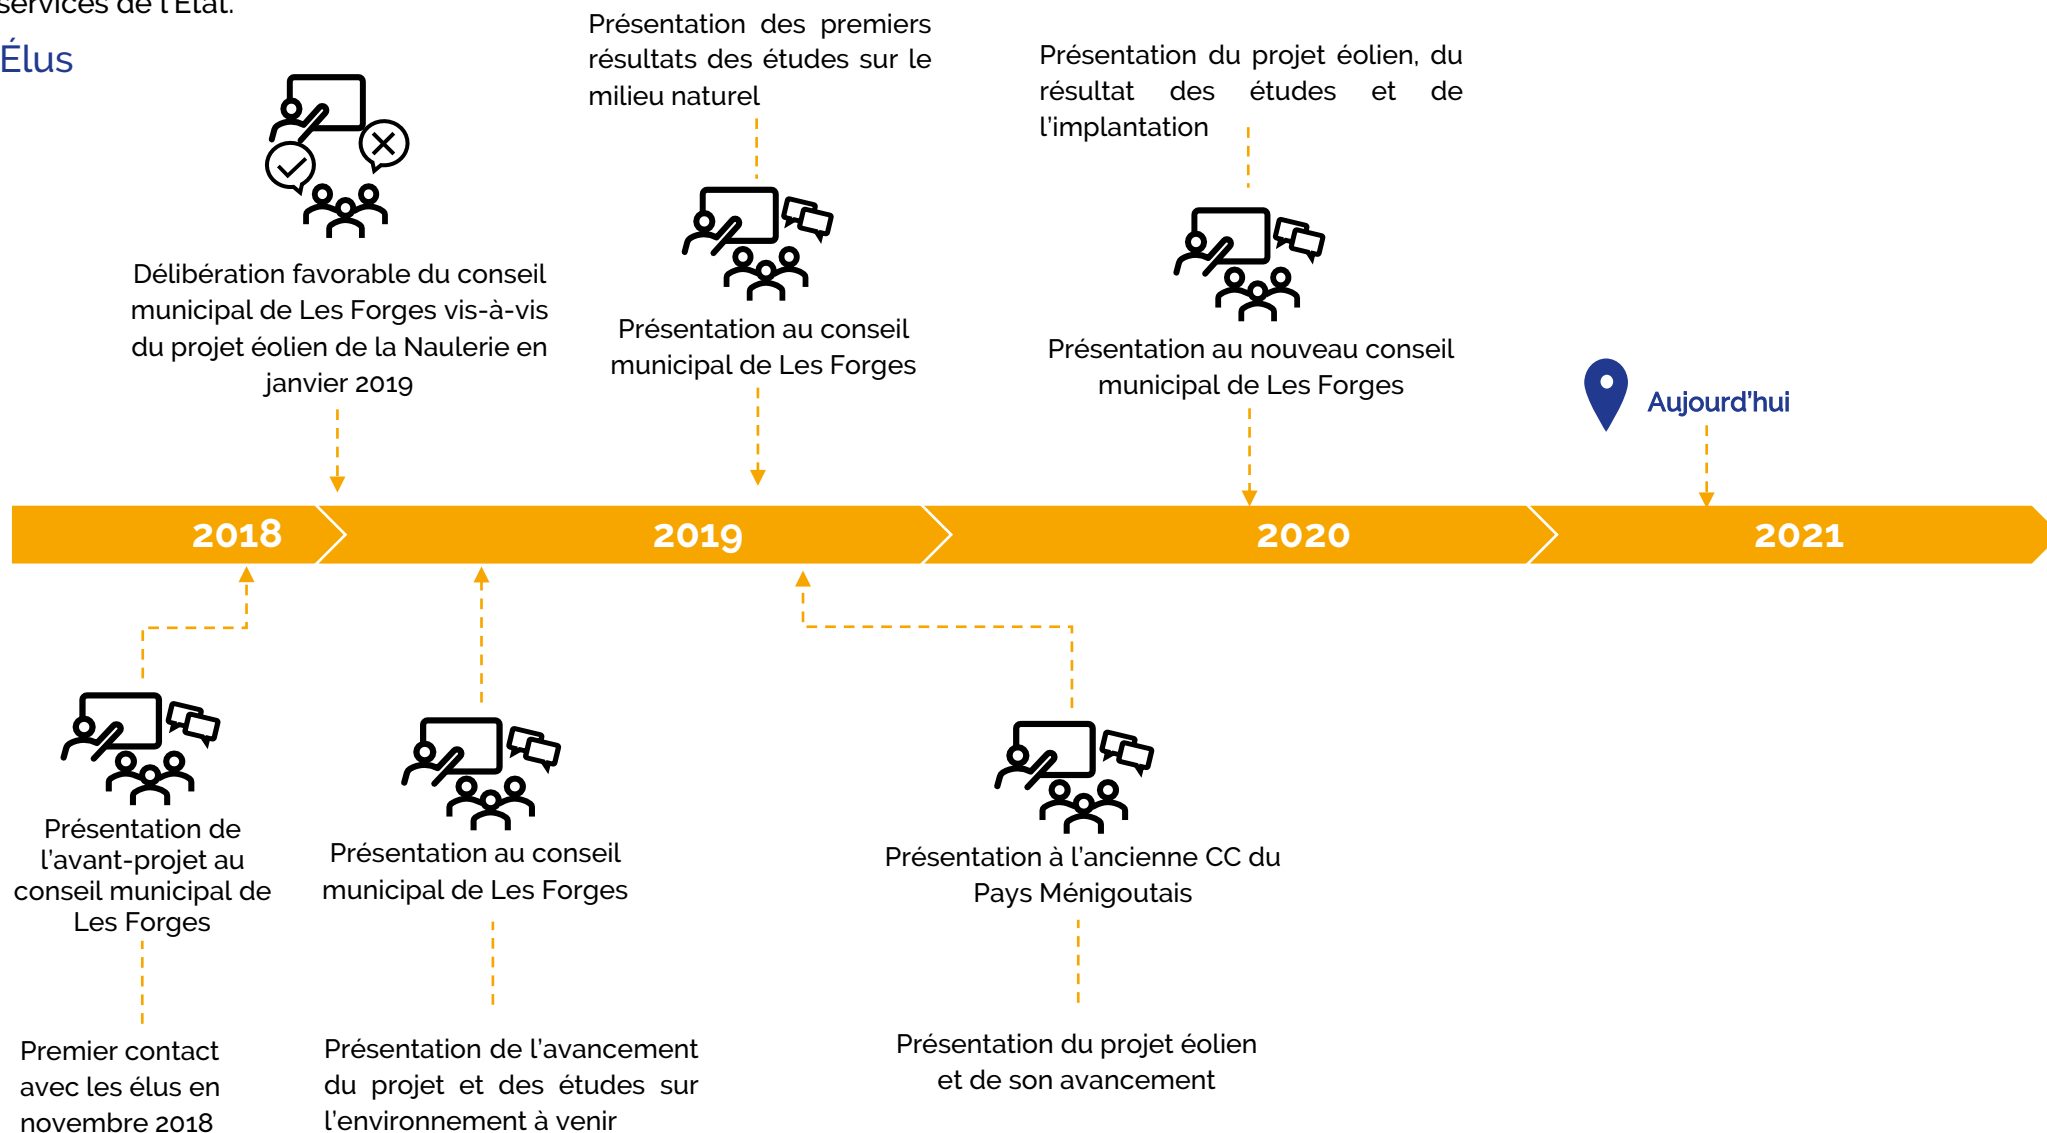 services de l'État.
Élus
Présentation des premiers
résultats des études sur le
milieu naturel
Présentation du projet éolien, du
résultat des études et de
l'implantation
Délibération favorable du conseil
municipal de Les Forges vis-à-vis
du projet éolien de la Naulerie en
janvier 2019
Présentation au conseil
municipal de Les Forges
Présentation au nouveau conseil
municipal de Les Forges
Aujourd'hui
2018
2019
2020
2021
Présentation de
l'avant-projet au
conseil municipal de
Les Forges
Présentation au conseil
municipal de Les Forges
Présentation à l'ancienne CC du
Pays Ménigoutais
Premier contact
avec les élus en
novembre 2018
Présentation de l'avancement
du projet et des études sur
l'environnement à venir
Présentation du projet éolien
et de son avancement